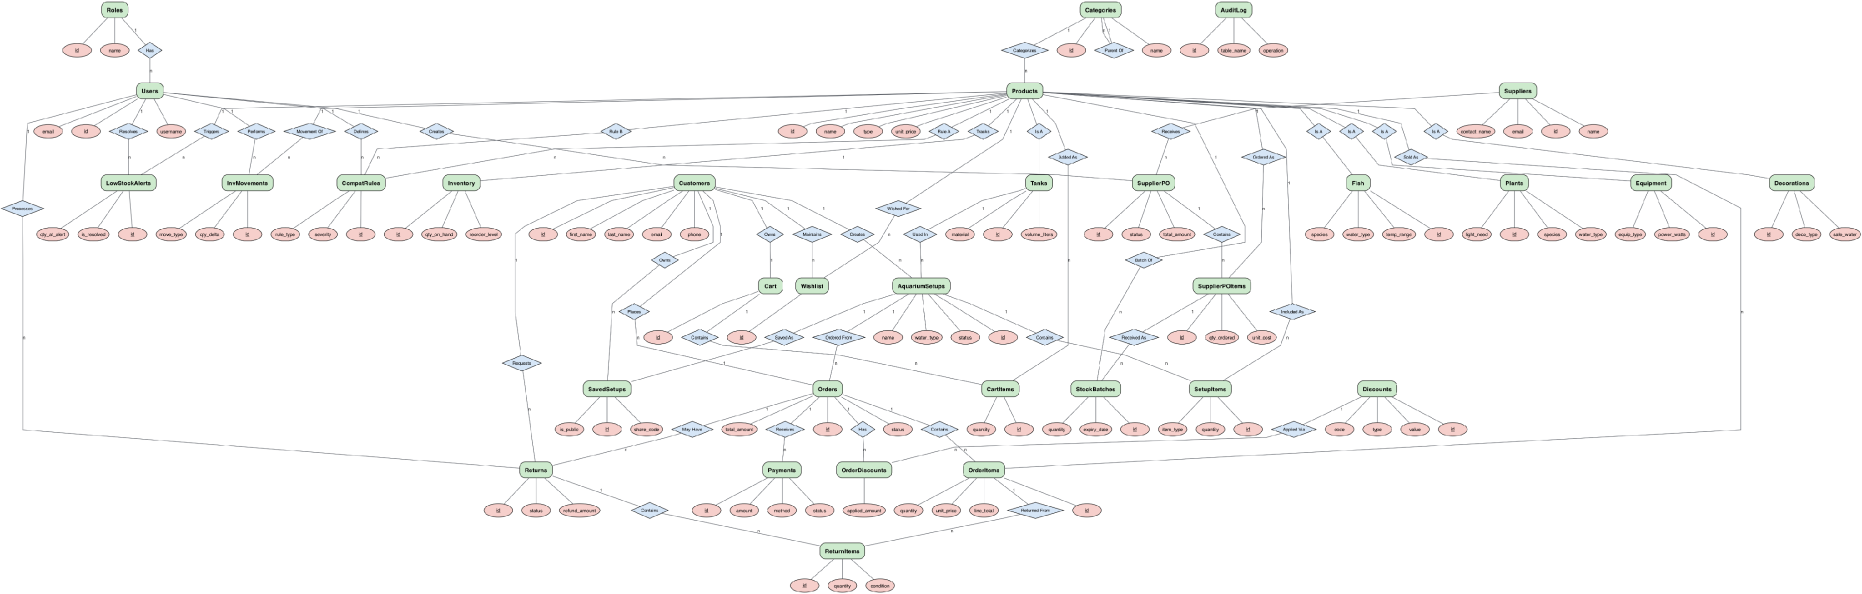 Roles
Categories
AuditLog
id
name
Has
Categorizes
id
Parent Of
name
id
table_name
operation
Users
Products
Suppliers
email
id
Resolves
username
Triggers
Performs
Movement Of
Defines
Creates
Rule B
id
name
type
unit_price
Rule A
Tracks
Is A
Receives
Is A
Is A
Is A
Is A
contact_name
email
id
name
Added As
Ordered As
Sold As
LowStockAlerts
InvMovements
CompatRules
Inventory
Customers
Tanks
SupplierPO
Fish
Plants
Equipment
Decorations
Processes
Wished For
qty_at_alert
is_resolved
id
move_type
qty_delta
id
rule_type
severity
id
id
qty_on_hand
reorder_level
id
first_name
last_name
email
phone
Owns
Maintains
Creates
Used In
material
id
volume_liters
id
status
total_amount
Contains
species
water_type
temp_range
id
light_need
id
species
water_type
equip_type
power_watts
id
id
deco_type
safe_water
Owns
Batch Of
Cart
Wishlist
AquariumSetups
SupplierPOItems
Places
Included As
id
Contains
id
Saved As
Ordered From
name
water_type
status
id
Contains
Received As
id
qty_ordered
unit_cost
Requests
SavedSetups
Orders
CartItems
StockBatches
SetupItems
Discounts
is_public
id
share_code
May Have
total_amount
Receives
id
Has
status
Contains
quantity
id
quantity
expiry_date
id
item_type
quantity
id
Applied Via
code
type
value
id
Returns
Payments
OrderDiscounts
OrderItems
id
status
refund_amount
Contains
id
amount
method
status
applied_amount
quantity
unit_price
line_total
Returned From
id
ReturnItems
id
quantity
condition